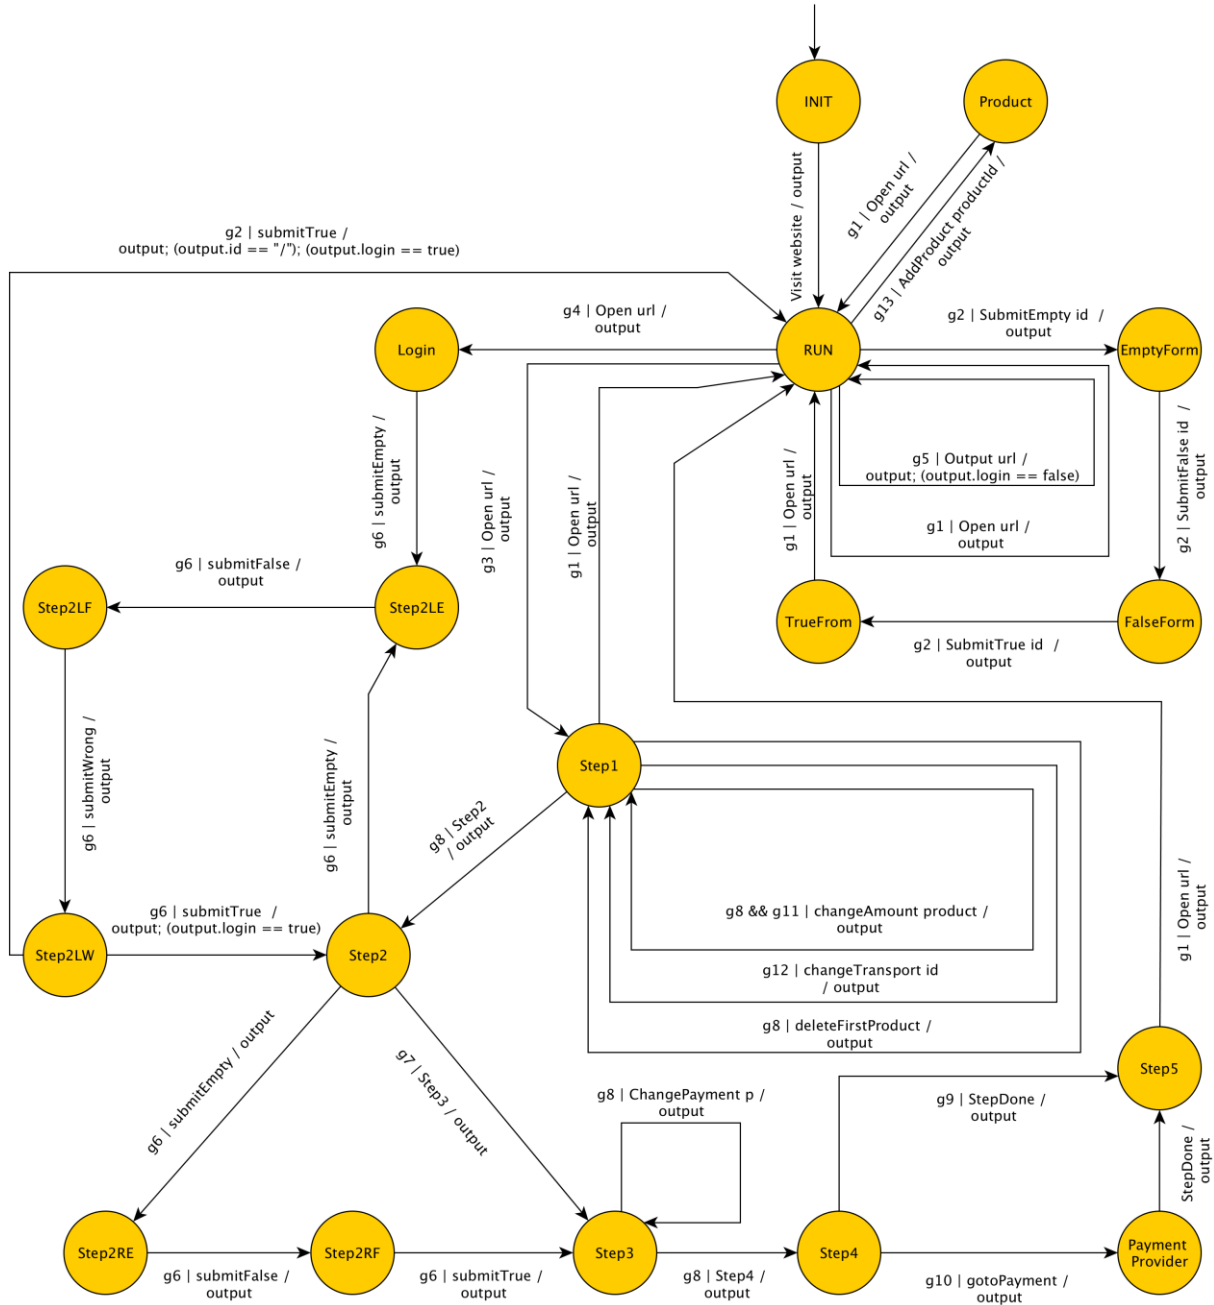 INIT
Product
Visit website / output
g1 | Open url /
output
g13 | AddProduct productId /
output
g2 | submitTrue /
output; (output.id == "/"); (output.login == true)
g4 | Open url /
output
g2 | SubmitEmpty id /
output
Login
RUN
EmptyForm
g6 | submitEmpty /
output
g3 | Open url /
output
g1 | Open url /
output
g1 | Open url /
output
g5 | Output url /
output; (output.login == false)
g1 | Open url /
output
g2 | SubmitFalse id /
output
g6 | submitFalse /
output
Step2LF
Step2LE
TrueFrom
FalseForm
g2 | SubmitTrue id /
output
g6 | submitWrong /
output
g6 | submitEmpty /
output
Step1
g8 | Step2
/ output
g8 && g11 | changeAmount product /
output
g12 | changeTransport id
/ output
g8 | deleteFirstProduct /
output
g1 | Open url /
output
g6 | submitTrue /
output; (output.login == true)
Step2LW
Step2
g6 | submitEmpty / output
g7 | Step3 / output
g8 | ChangePayment p /
output
g9 | StepDone /
output
Step5
StepDone /
output
Step2RE
Step2RF
Step3
Step4
Payment
Provider
g6 | submitFalse /
output
g6 | submitTrue /
output
g8 | Step4 /
output
g10 | gotoPayment /
output